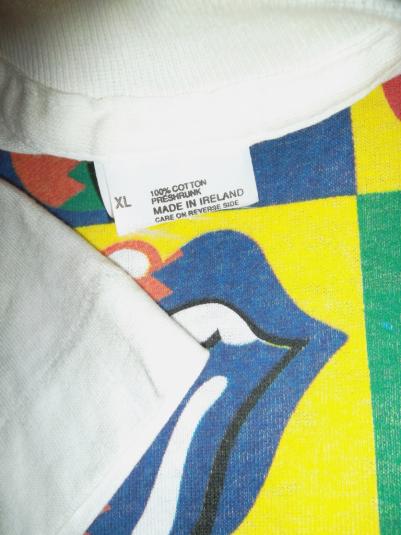 XL
100% COTTON
PRESHRUNK
MADE IN IRELAND
CARE ON REVERSE SIDE